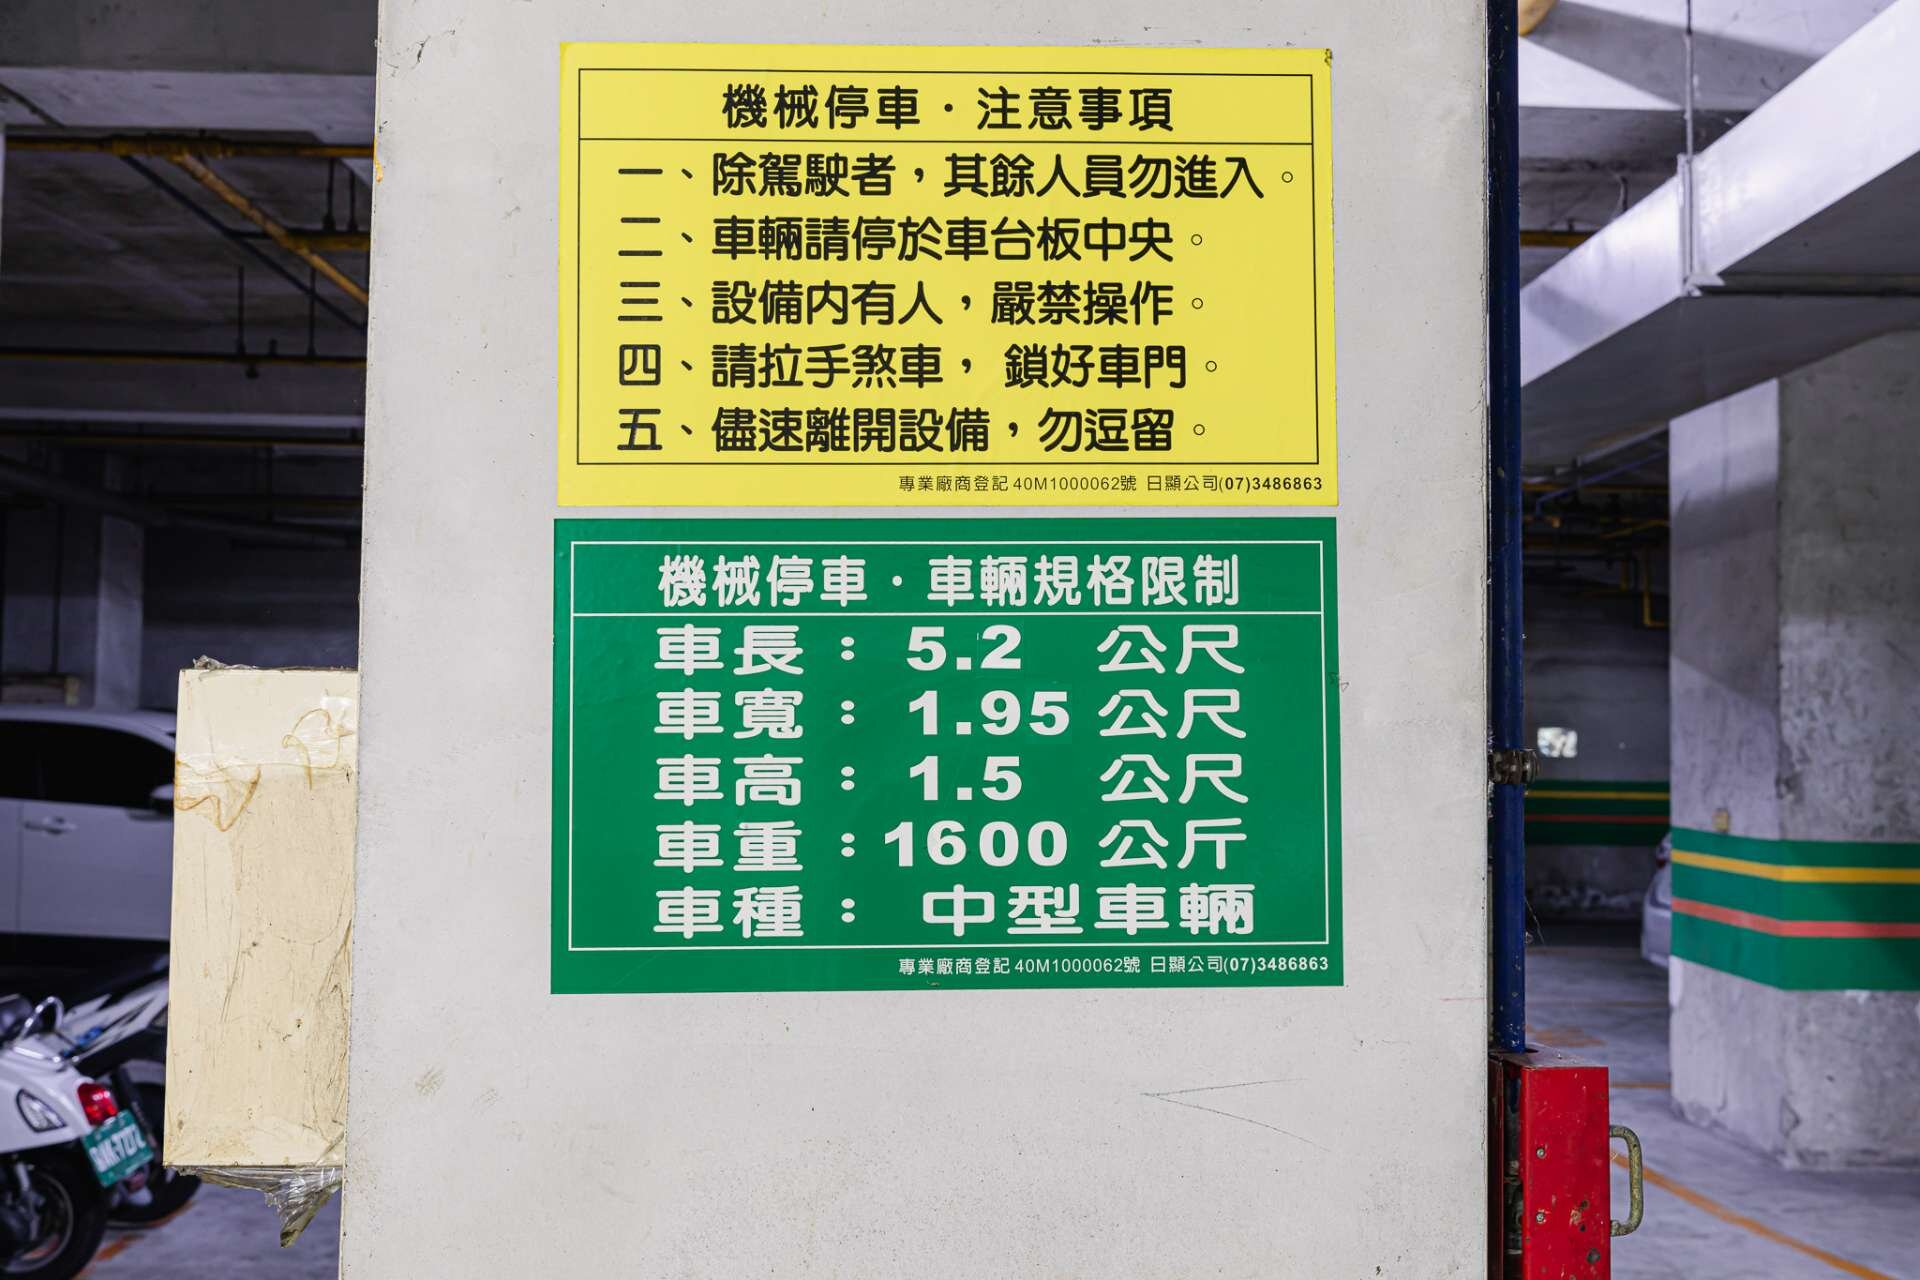 機械停車・注意事項
一、除駕駛者，其餘人員勿進入。
二、車輛請停於車台板中央。
三、設備内有人，嚴禁操作。
四、請拉手煞車， 鎖好車門。
五、儘速離開設備，勿逗留。
專業廠商登記 40M1000062號 日顯公司(07)3486863
機械停車・車輛規格限制
車長： 5.2 公尺
車寬： 1.95 公尺
車高： 1.5 公尺
車重：1600 公斤
車種： 中型車輛
專業廠商登記 40M1000062號 日顯公司(07)3486863